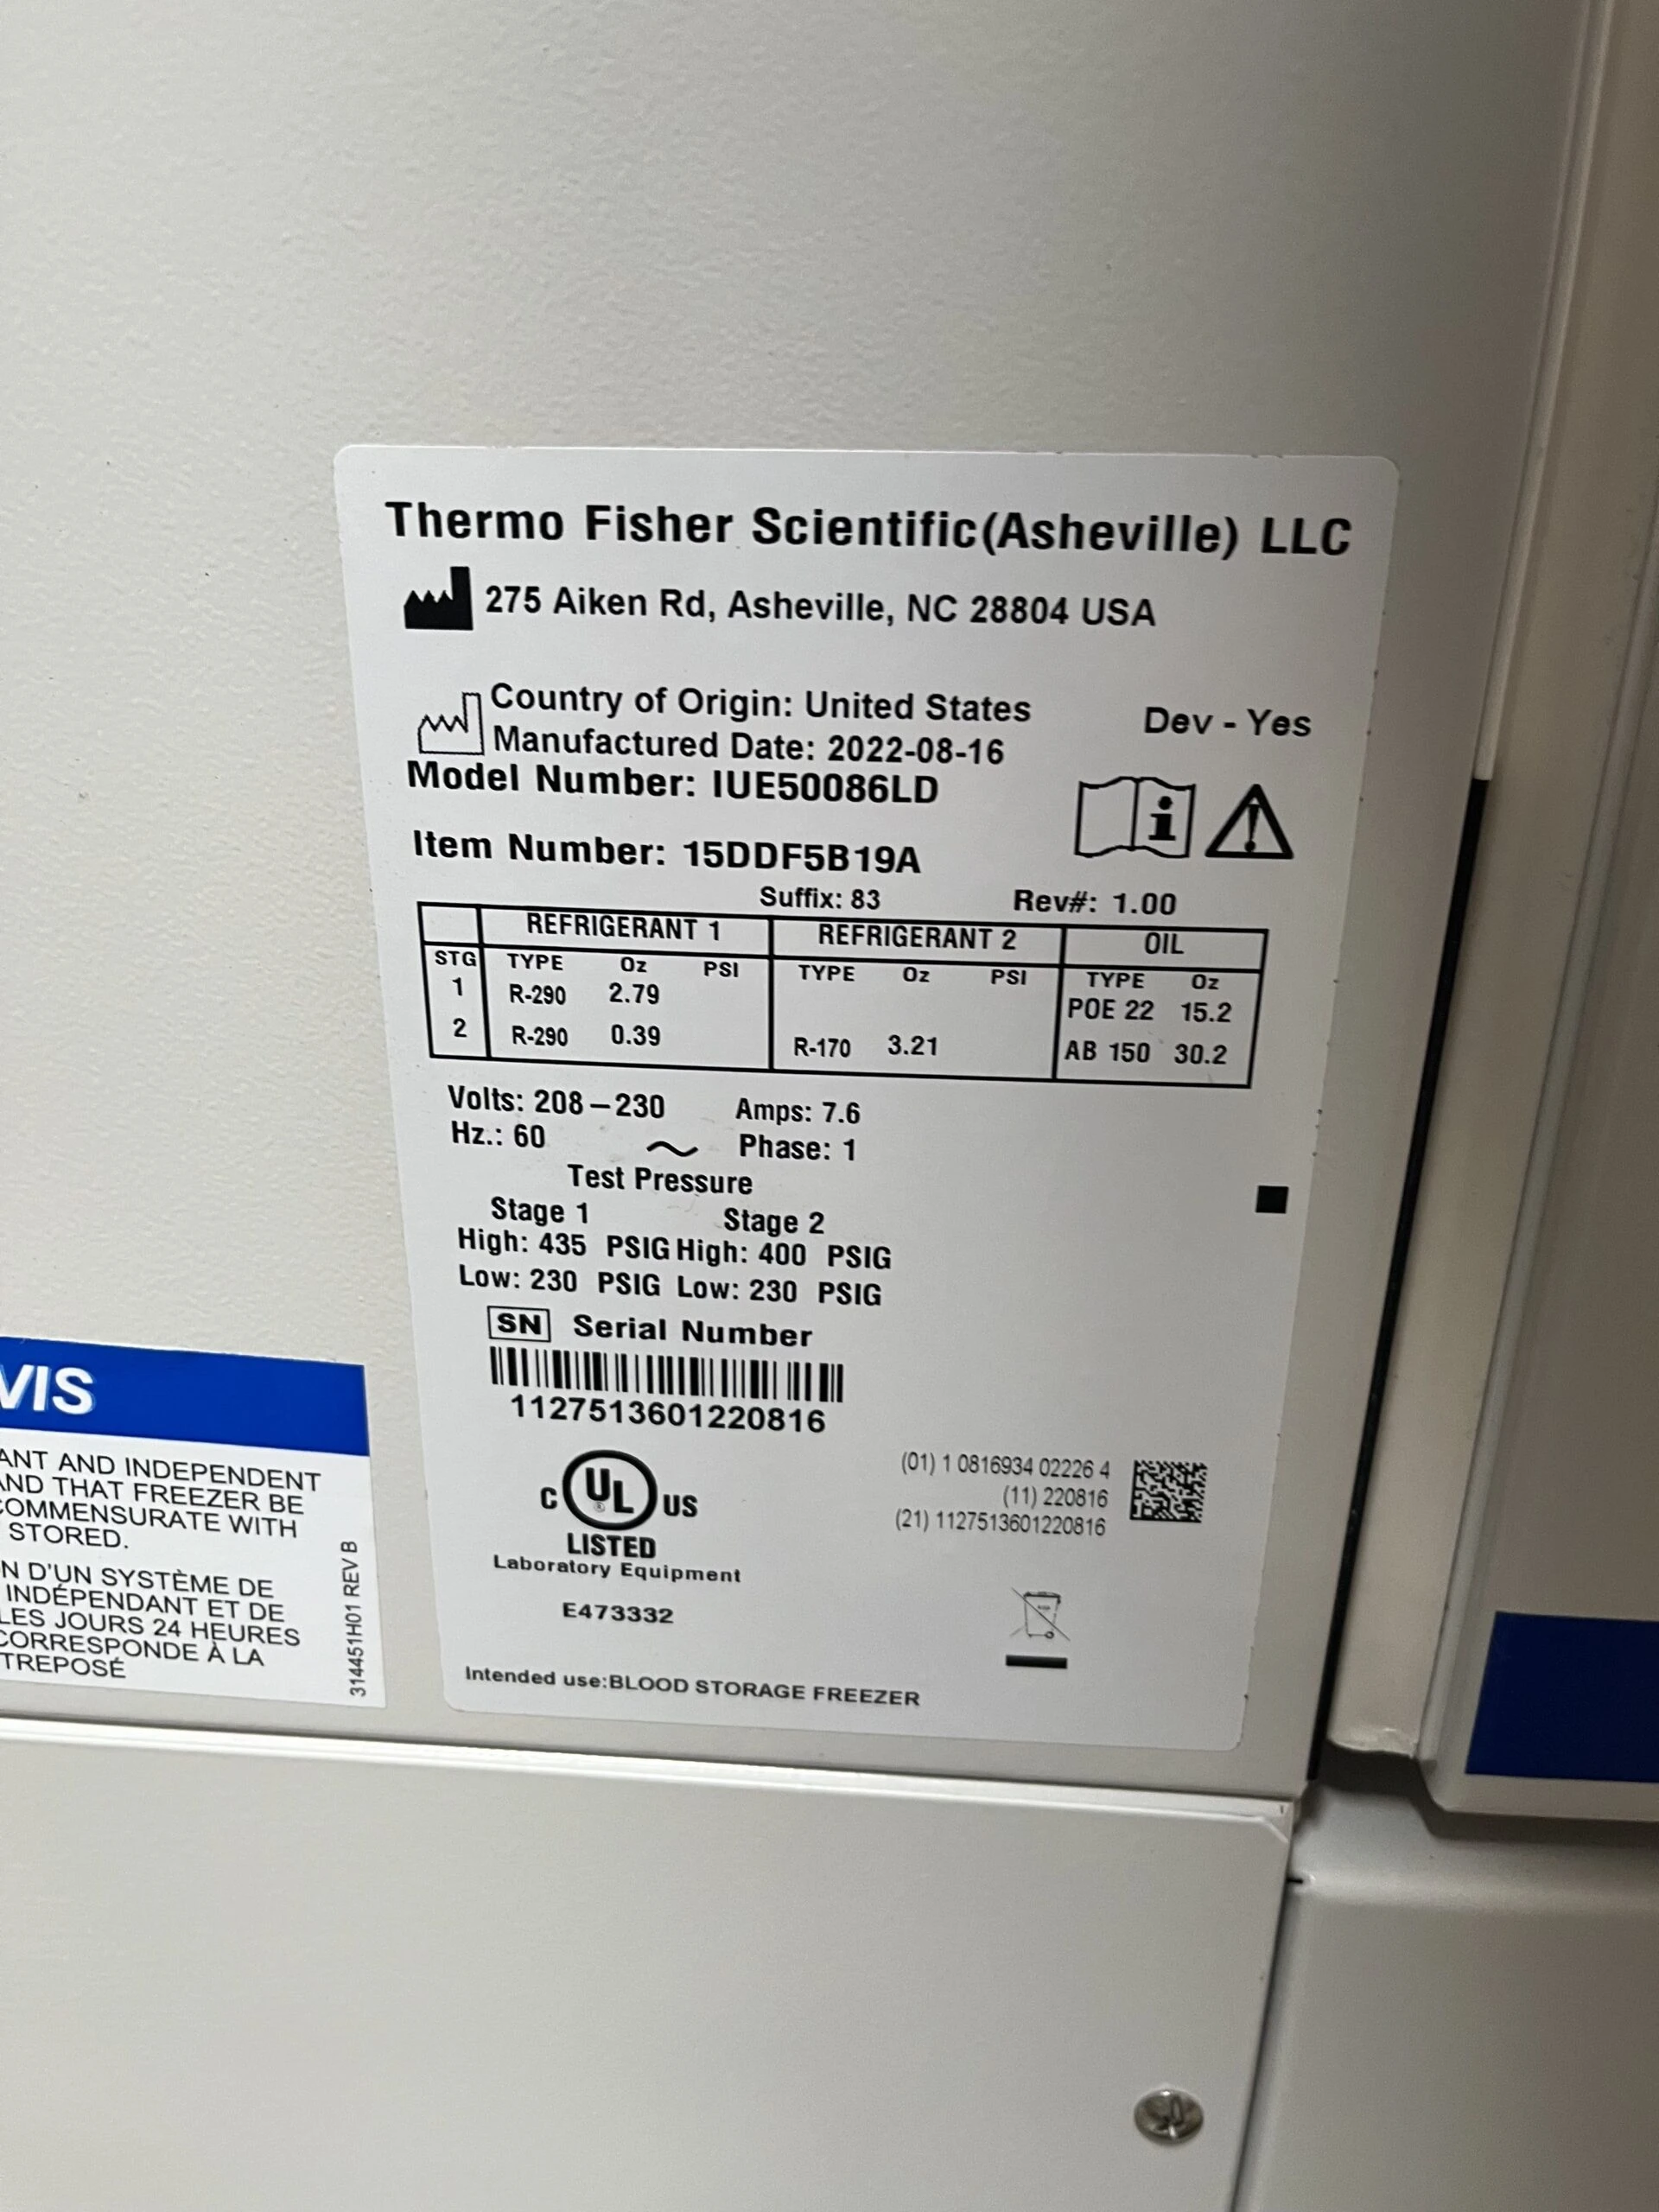 Thermo Fisher Scientific(Asheville) LLC
275 Aiken Rd, Asheville, NC 28804 USA
Country of Origin: United States
Dev - Yes
Manufactured Date: 2022-08-16
Model Number: IUE50086LD
Item Number: 15DDF5B19A
Suffix: 83 Rev#: 1.00
REFRIGERANT 1 REFRIGERANT 2 OIL
STG TYPE Oz PSI TYPE Oz PSI TYPE Oz
1 R-290 2.79 POE 22 15.2
2 R-290 0.39 R-170 3.21 AB 150 30.2
Volts: 208–230 Amps: 7.6
Hz.: 60 ~ Phase: 1
Test Pressure
Stage 1 Stage 2
High: 435 PSIG High: 400 PSIG
Low: 230 PSIG Low: 230 PSIG
SN Serial Number
1127513601220816
C UL ® US
LISTED
Laboratory Equipment
E473332
(01) 1 0816934 02226 4
(11) 220816
(21) 1127513601220816
Intended use:BLOOD STORAGE FREEZER
VIS
ANT AND INDEPENDENT
AND THAT FREEZER BE
COMMENSURATE WITH
STORED.
N D'UN SYSTÈME DE
INDÉPENDANT ET DE
LES JOURS 24 HEURES
CORRESPONDE À LA
TREPOSÉ
314451H01 REV B